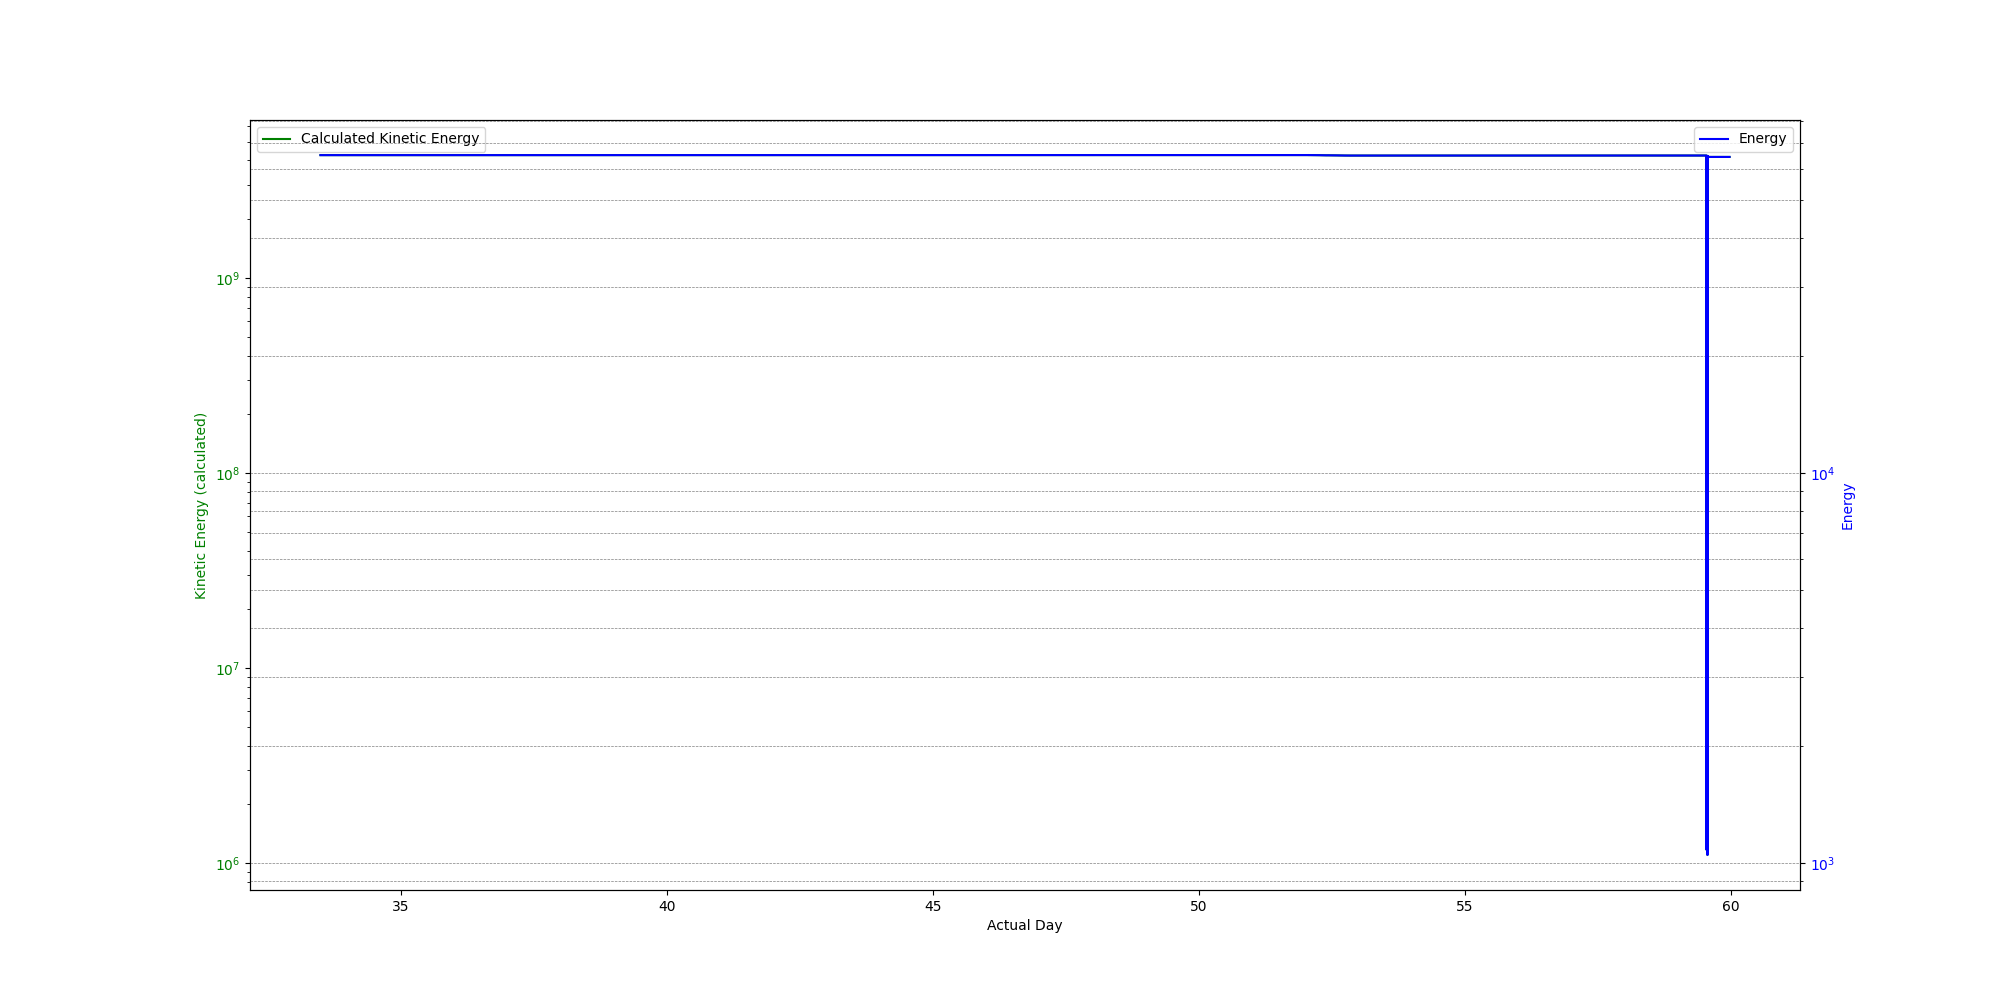 Calculated Kinetic Energy
Energy
10⁹
10⁸
10⁷
10⁶
Kinetic Energy (calculated)
10⁴
10³
Energy
35 40 45 50 55 60
Actual Day